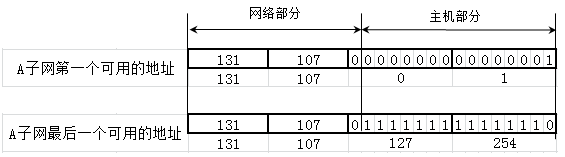 网络部分 主机部分
A子网第一个可用的地址 131 107 0 0 0 0 0 0 0 0 0 0 0 0 0 0 0 1
131 107 0 1
A子网最后一个可用的地址 131 107 0 1 1 1 1 1 1 1 1 1 1 1 1 1 1 0
131 107 127 254